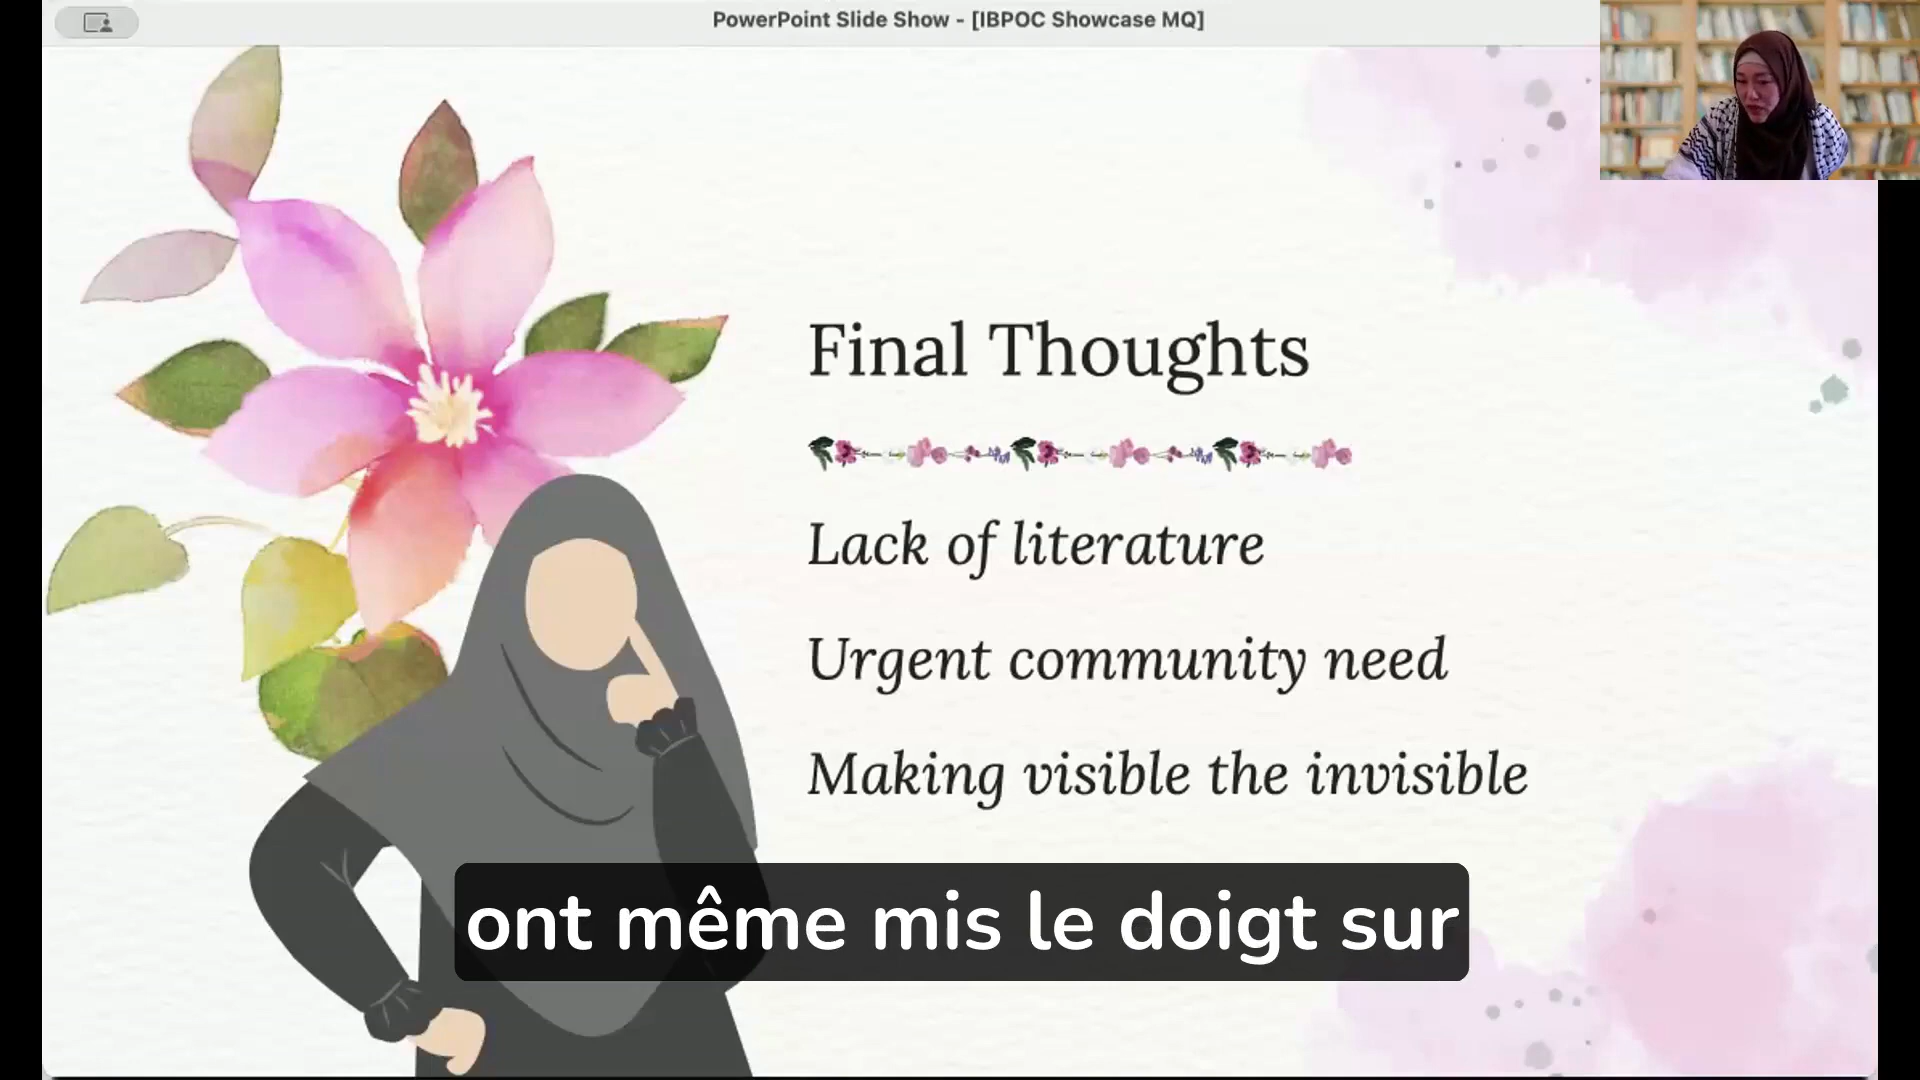 PowerPoint Slide Show - [IBPOC Showcase MQ]
Final Thoughts
Lack of literature
Urgent community need
Making visible the invisible
ont même mis le doigt sur